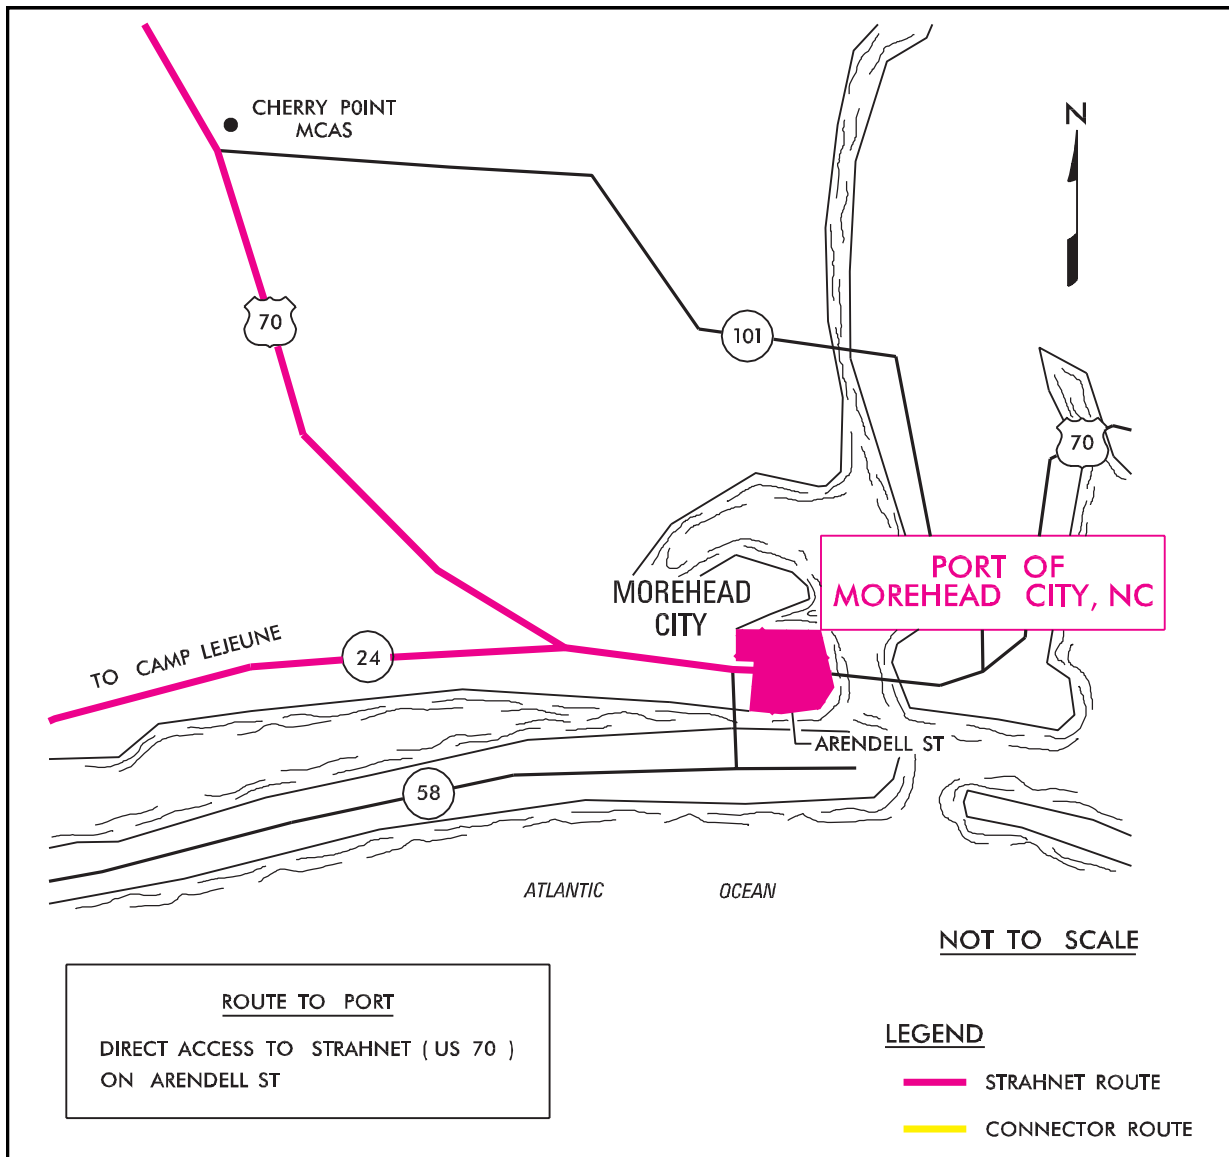 CHERRY POINT
MCAS
N
70
101
70
PORT OF
MOREHEAD CITY, NC
MOREHEAD
CITY
TO CAMP LEJEUNE
24
ARENDELL ST
58
ATLANTIC OCEAN
NOT TO SCALE
ROUTE TO PORT
DIRECT ACCESS TO STRAHNET ( US 70 )
ON ARENDELL ST
LEGEND
STRAHNET ROUTE
CONNECTOR ROUTE